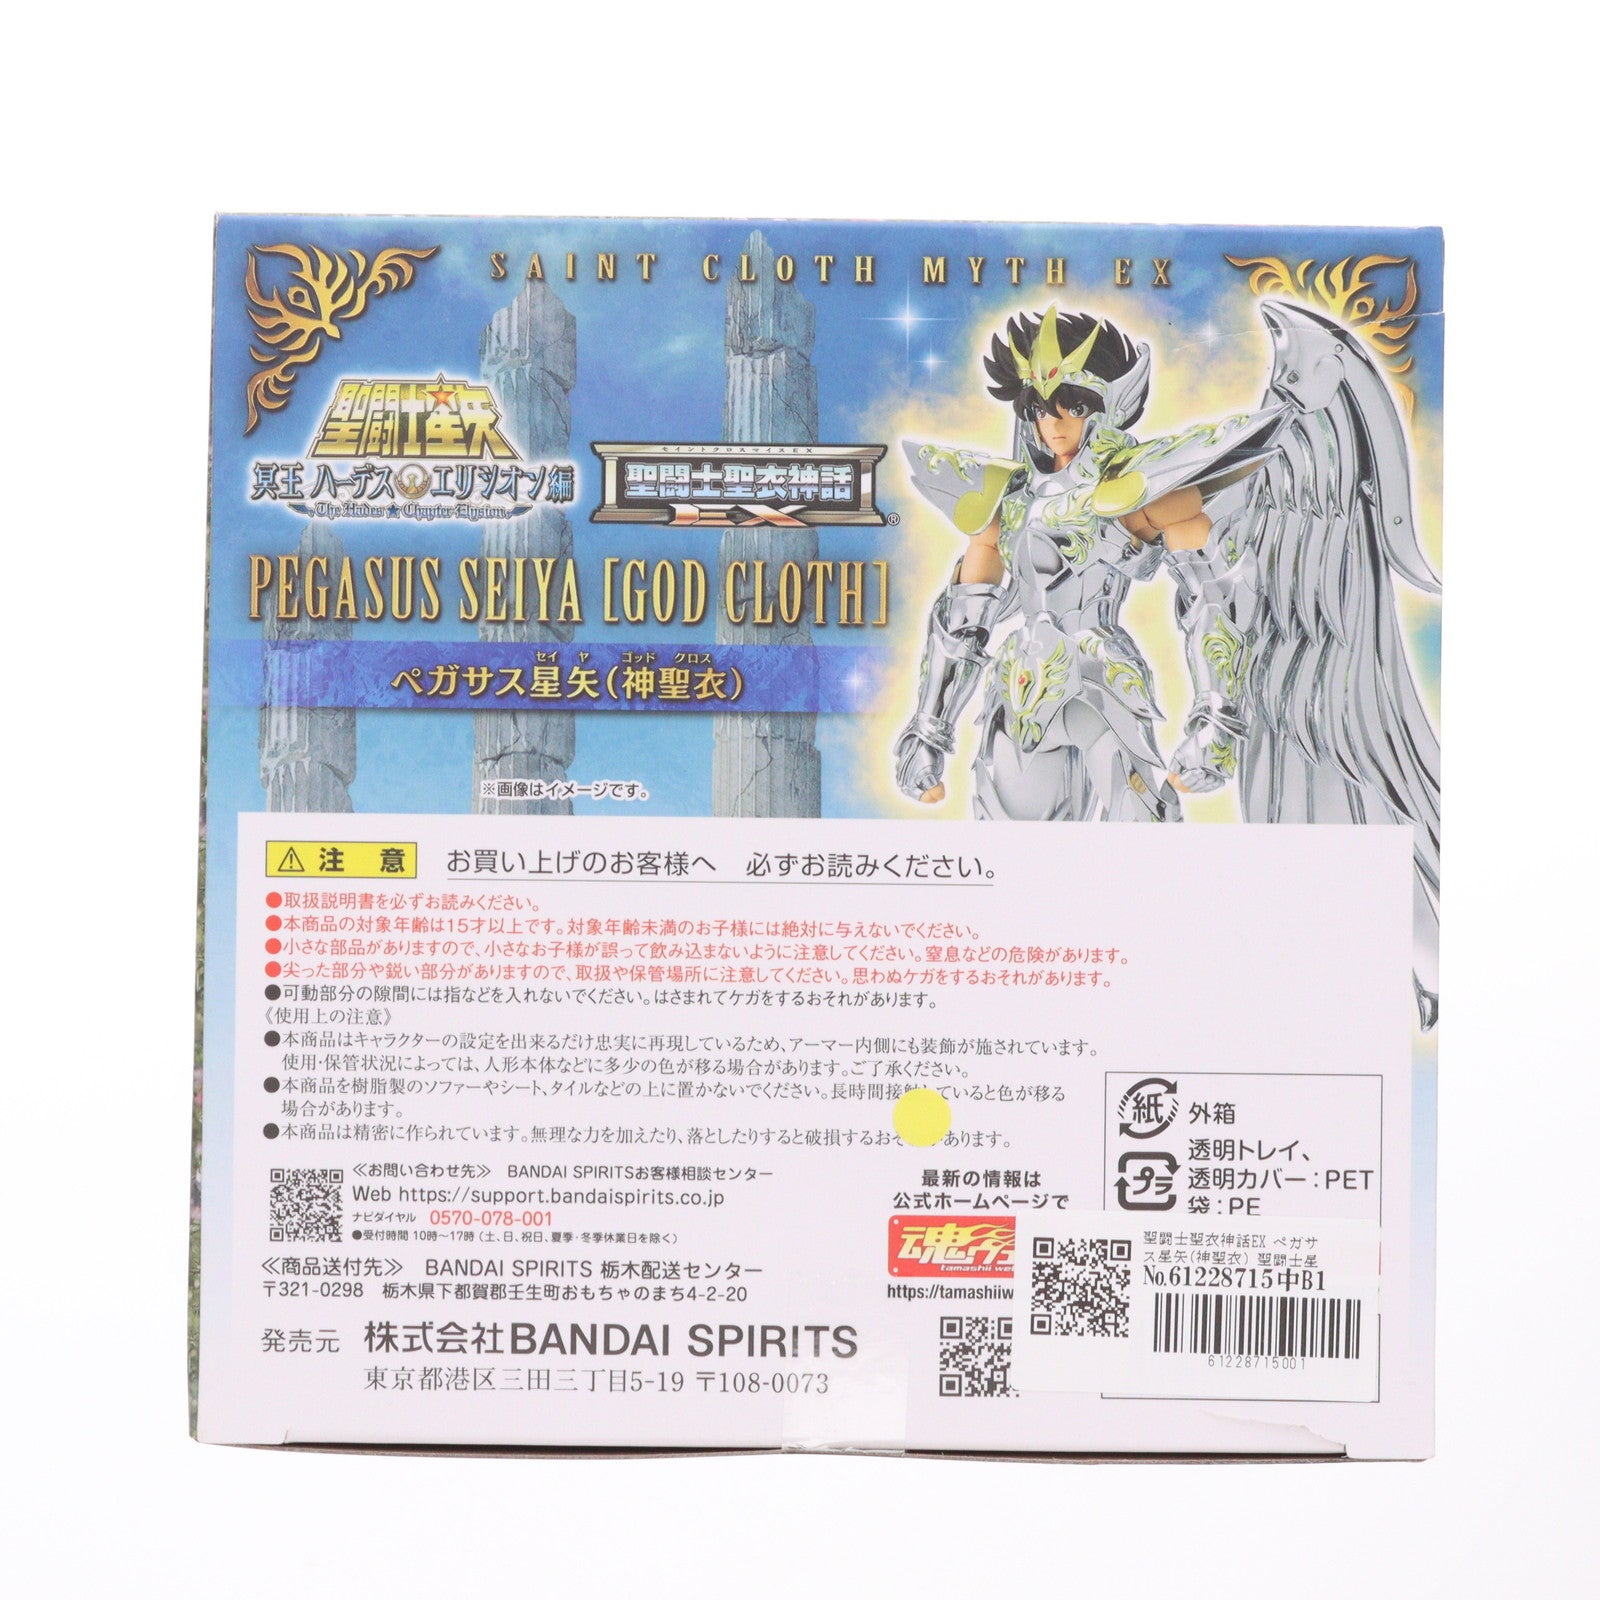 SAINT CLOTH MYTH EX
聖闘士星矢
冥王 ハーデス エリシオン編
The Hades ★ Chapter Elysion
セイントクロスマイスEX
聖闘士聖衣神話
EX
®
PEGASUS SEIYA [GOD CLOTH]
セイヤ ゴッド クロス
ペガサス星矢(神聖衣)
※画像はイメージです。
⚠注 意 お買い上げのお客様へ 必ずお読みください。
●取扱説明書を必ずお読みください。
●本商品の対象年齢は15才以上です。対象年齢未満のお子様には絶対に与えないでください。
●小さな部品がありますので、小さなお子様が誤って飲み込まないように注意してください。窒息などの危険があります。
●尖った部分や鋭い部分がありますので、取扱や保管場所に注意してください。思わぬケガをするおそれがあります。
●可動部分の隙間には指などを入れないでください。はさまれてケガをするおそれがあります。
《使用上の注意》
●本商品はキャラクターの設定を出来るだけ忠実に再現しているため、アーマー内側にも装飾が施されています。
使用・保管状況によっては、人形本体などに多少の色が移る場合があります。ご了承ください。
●本商品を樹脂製のソファーやシート、タイルなどの上に置かないでください。長時間接触していると色が移る
場合があります。
●本商品は精密に作られています。無理な力を加えたり、落としたりすると破損するおそ があります。
≪お問い合わせ先≫ BANDAI SPIRITSお客様相談センター
Web https://support.bandaispirits.co.jp
ナビダイヤル 0570-078-001
●受付時間 10時~17時(土、日、祝日、夏季・冬季休業日を除く)
≪商品送付先≫ BANDAI SPIRITS 栃木配送センター
〒321-0298 栃木県下都賀郡壬生町おもちゃのまち4-2-20
発売元 株式会社BANDAI SPIRITS
東京都港区三田三丁目5-19 〒108-0073
最新の情報は
公式ホームページで
魂ウェ
tamashii we
https://tamashiiw
紙 外箱
プラ 透明トレイ、
透明カバー:PET
袋:PE
聖闘士聖衣神話EX ペガサ
ス星矢(神聖衣) 聖闘士星
No.61228715中B1
61228715001